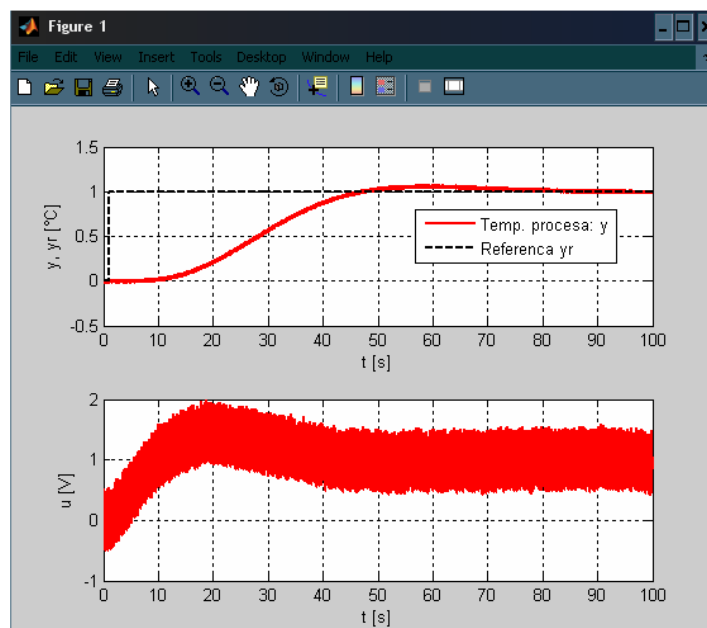 Figure 1
File Edit View Insert Tools Desktop Window Help
1.5
1
0.5
0
-0.5
y, yr [°C]
Temp. procesa: y
Referenca yr
0 10 20 30 40 50 60 70 80 90 100
t [s]
2
1
0
-1
u [V]
0 10 20 30 40 50 60 70 80 90 100
t [s]